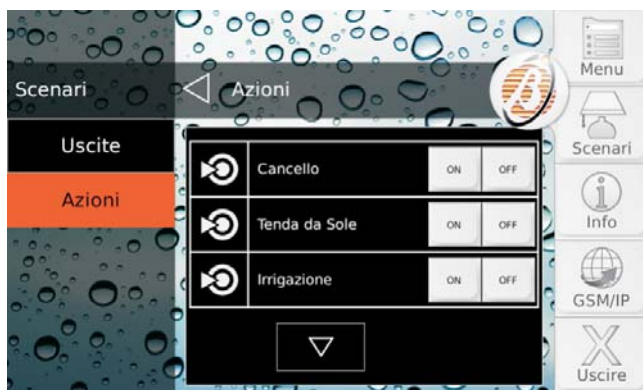 Scenari
Azioni
Uscite
Azioni
Cancello ON OFF
Tenda da Sole ON OFF
Irrigazione ON OFF
Menu
Scenari
Info
GSM/IP
Uscire